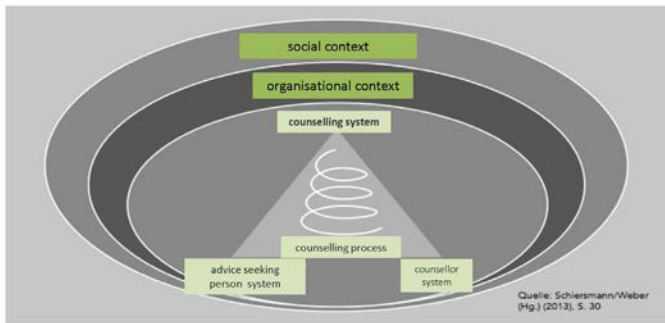 social context
organisational context
counselling system
counselling process
advice seeking
person system
counsellor
system
Quelle: Schiersmann/Weber
(Hg.) (2013), S. 30